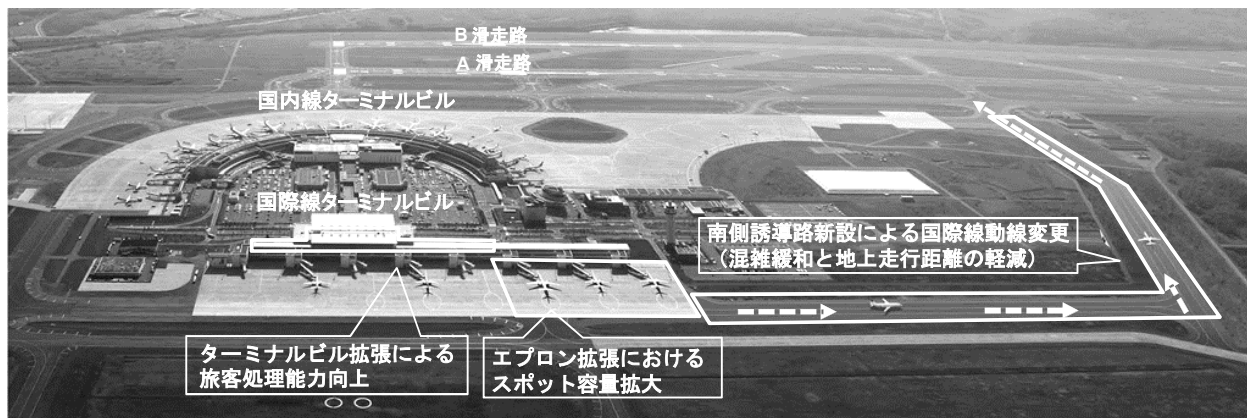 B 滑走路
A 滑走路
国内線ターミナルビル
国際線ターミナルビル
南側誘導路新設による国際線動線変更
（混雑緩和と地上走行距離の軽減）
ターミナルビル拡張による
旅客処理能力向上
エプロン拡張における
スポット容量拡大